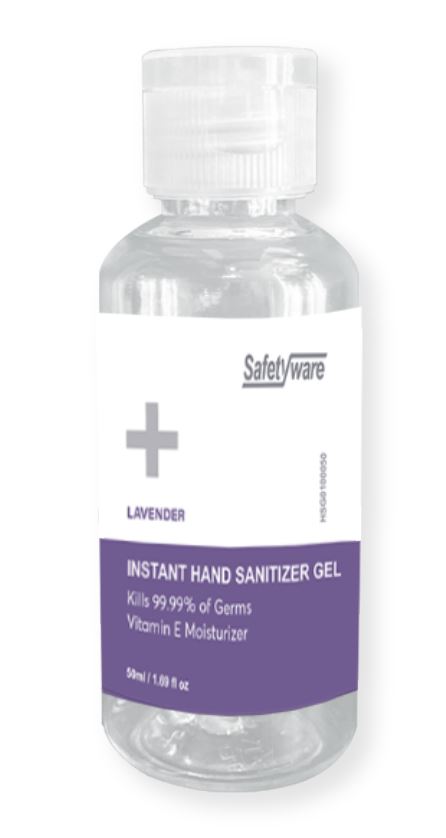 Safetyware
HSG0100050
LAVENDER
INSTANT HAND SANITIZER GEL
Kills 99.99% of Germs
Vitamin E Moisturizer
50ml / 1.69 fl oz